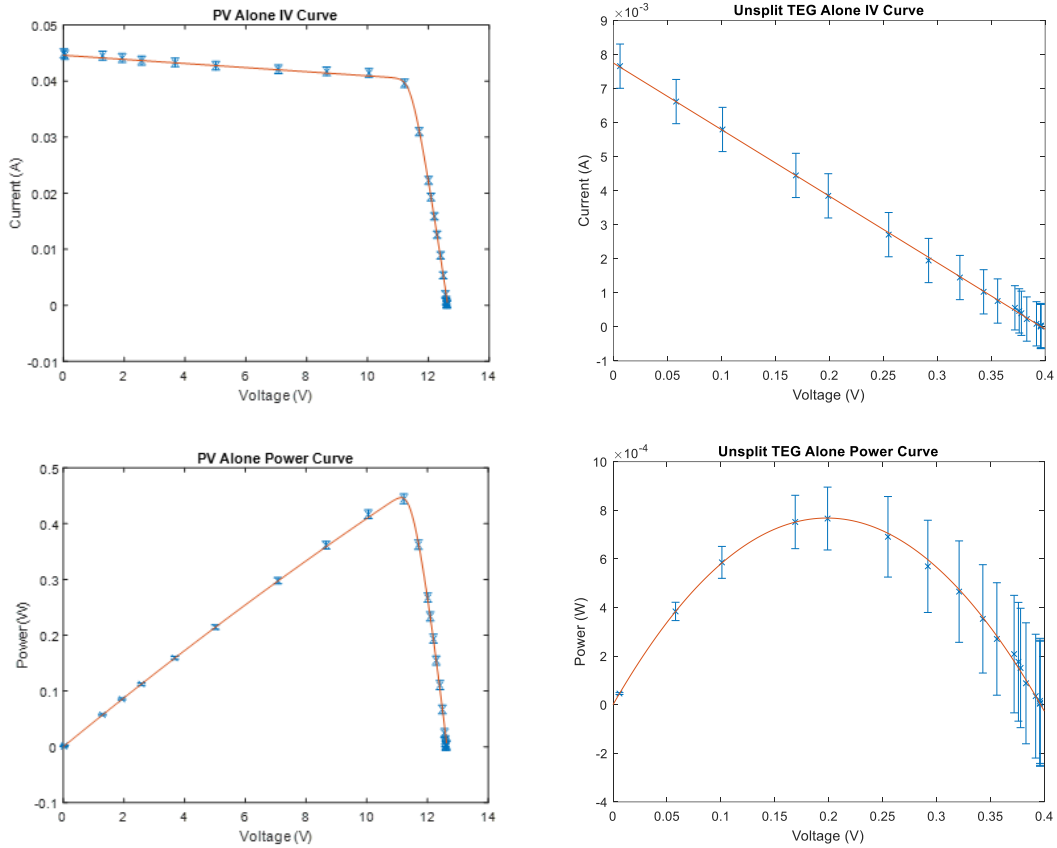 PV Alone IV Curve
0.05
0.04
0.03
0.02
0.01
0
-0.01
Current (A)
0 2 4 6 8 10 12 14
Voltage (V)
Unsplit TEG Alone IV Curve
×10⁻³
9
8
7
6
5
4
3
2
1
0
-1
Current (A)
0 0.05 0.1 0.15 0.2 0.25 0.3 0.35 0.4
Voltage (V)
PV Alone Power Curve
0.5
0.4
0.3
0.2
0.1
0
-0.1
Power (W)
0 2 4 6 8 10 12 14
Voltage (V)
Unsplit TEG Alone Power Curve
×10⁻⁴
10
8
6
4
2
0
-2
-4
Power (W)
0 0.05 0.1 0.15 0.2 0.25 0.3 0.35 0.4
Voltage (V)